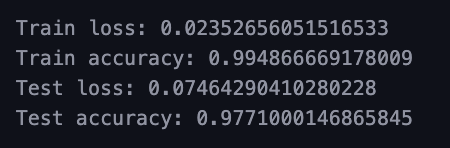 Train loss: 0.02352656051516533
Train accuracy: 0.994866669178009
Test loss: 0.07464290410280228
Test accuracy: 0.9771000146865845